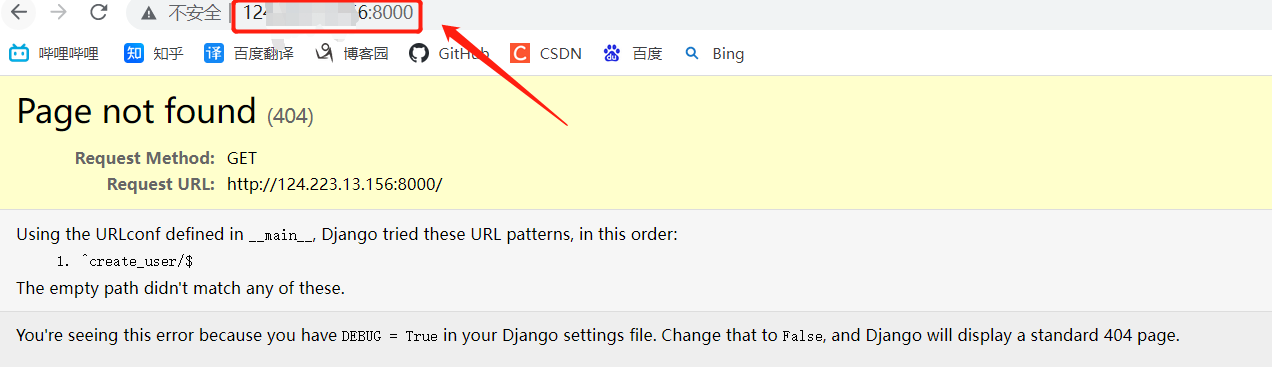 不安全 | 124 56:8000
哔哩哔哩 知 知乎 译 百度翻译 博客园 GitHub C CSDN du 百度 Bing
Page not found (404)
Request Method: GET
Request URL: http://124.223.13.156:8000/
Using the URLconf defined in __main__, Django tried these URL patterns, in this order:
1. ^create_user/$
The empty path didn't match any of these.
You're seeing this error because you have DEBUG = True in your Django settings file. Change that to False, and Django will display a standard 404 page.